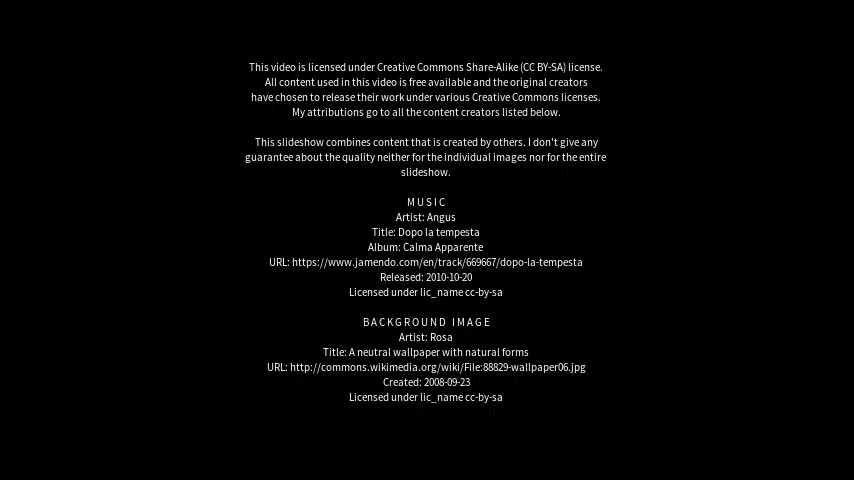 This video is licensed under Creative Commons Share-Alike (CC BY-SA) license.
All content used in this video is free available and the original creators
have chosen to release their work under various Creative Commons licenses.
My attributions go to all the content creators listed below.
This slideshow combines content that is created by others. I don't give any
guarantee about the quality neither for the individual images nor for the entire
slideshow.
MUSIC
Artist: Angus
Title: Dopo la tempesta
Album: Calma Apparente
URL: https://www.jamendo.com/en/track/669667/dopo-la-tempesta
Released: 2010-10-20
Licensed under lic_name cc-by-sa
BACKGROUND IMAGE
Artist: Rosa
Title: A neutral wallpaper with natural forms
URL: http://commons.wikimedia.org/wiki/File:88829-wallpaper06.jpg
Created: 2008-09-23
Licensed under lic_name cc-by-sa